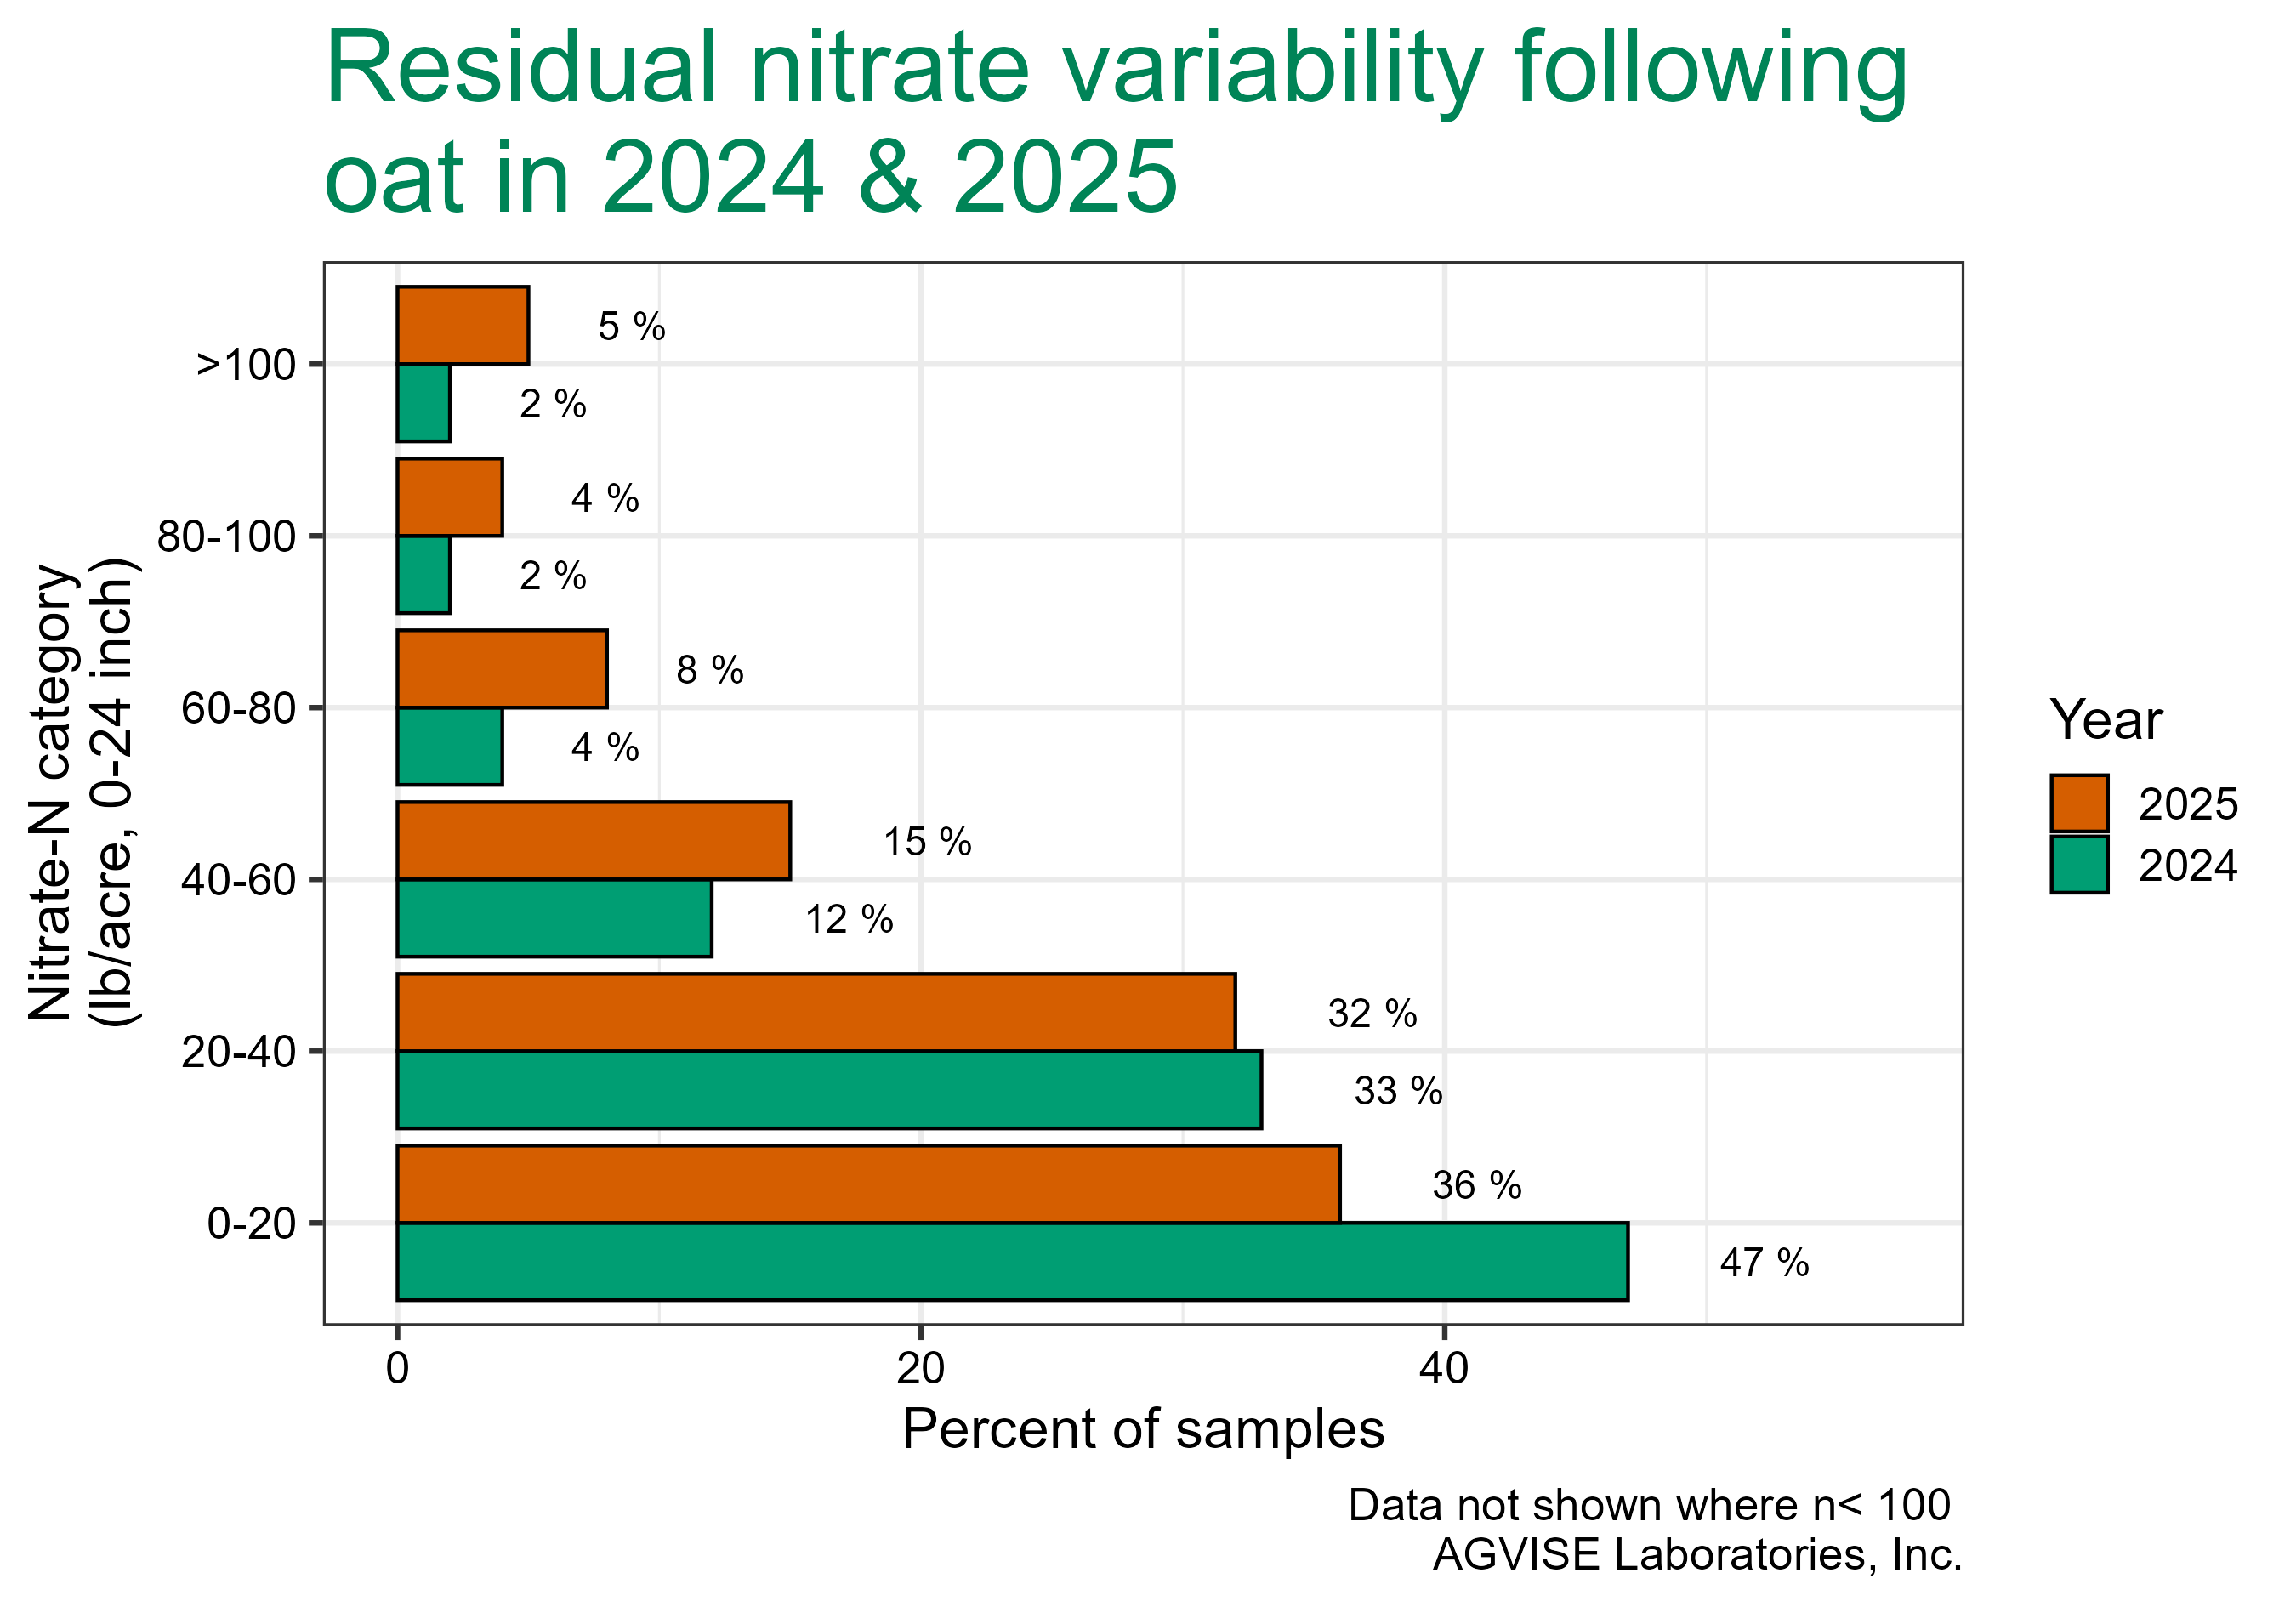 Residual nitrate variability following
oat in 2024 & 2025
Nitrate-N category
(lb/acre, 0-24 inch)
>100
5 %
2 %
80-100
4 %
2 %
60-80
8 %
4 %
40-60
15 %
12 %
20-40
32 %
33 %
0-20
36 %
47 %
0 20 40
Percent of samples
Year
2025
2024
Data not shown where n< 100
AGVISE Laboratories, Inc.